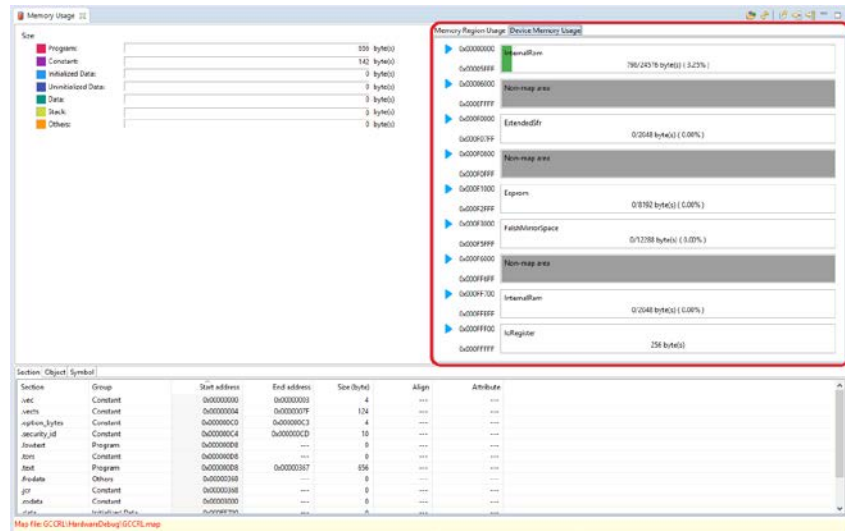 Memory Usage
Size
Program: 656 byte(s)
Constant: 142 byte(s)
Initialized Data: 0 byte(s)
Uninitialized Data: 0 byte(s)
Data: 0 byte(s)
Stack: 0 byte(s)
Others: 0 byte(s)
Memory Region Usage Device Memory Usage
0x00000000 InternalRom
798/24576 byte(s) ( 3.25% )
0x00005FFF
0x00006000 Non-map area
0x000EFFFF
0x000F0000 ExtendedSfr
0/2048 byte(s) ( 0.00% )
0x000F07FF
0x000F0800 Non-map area
0x000F0FFF
0x000F1000 Eeprom
0/8192 byte(s) ( 0.00% )
0x000F2FFF
0x000F3000 FalshMirrorSpace
0/12288 byte(s) ( 0.00% )
0x000F5FFF
0x000F6000 Non-map area
0x000FF6FF
0x000FF700 InternalRam
0/2048 byte(s) ( 0.00% )
0x000FFEFF
0x000FFF00 IoRegister
256 byte(s)
0x000FFFFF
Section Object Symbol
Section Group Start address End address Size (byte) Align Attribute
.vec Constant 0x00000000 0x00000003 4 --- ---
.vects Constant 0x00000004 0x0000007F 124 --- ---
.option_bytes Constant 0x000000C0 0x000000C3 4 --- ---
.security_id Constant 0x000000C4 0x000000CD 10 --- ---
.lowtext Program 0x000000D8 --- 0 --- ---
Constant 0x000000D8 --- 0 --- ---
.text Program 0x000000D8 0x00000367 656 --- ---
.frodata Others 0x00000368 --- 0 --- ---
.jcr Constant 0x00000368 --- 0 --- ---
.rodata Constant 0x00003000 --- 0 --- ---
.data Initialized Data 0x000FF700 --- 0 --- ---
Map file: GCCRL\HardwareDebug\GCCRL.map